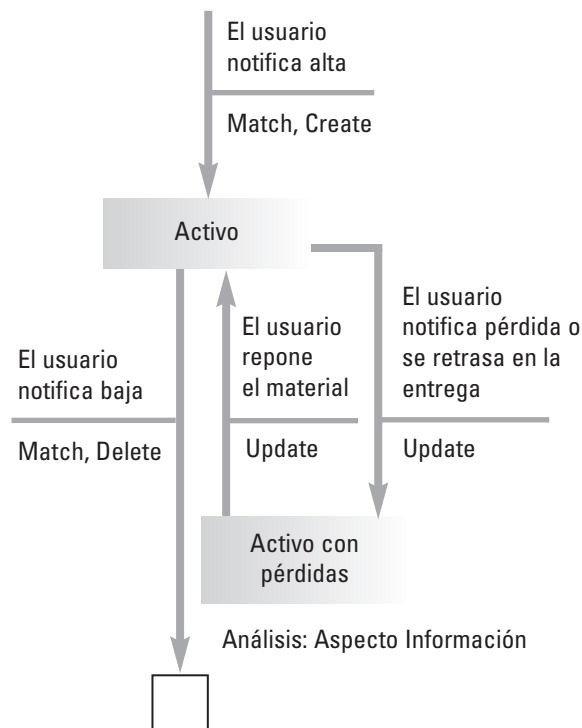 El usuario
notifica alta
Match, Create
Activo
El usuario
notifica baja
Match, Delete
El usuario
repone
el material
Update
El usuario
notifica pérdida o
se retrasa en la
entrega
Update
Activo con
pérdidas
Análisis: Aspecto Información